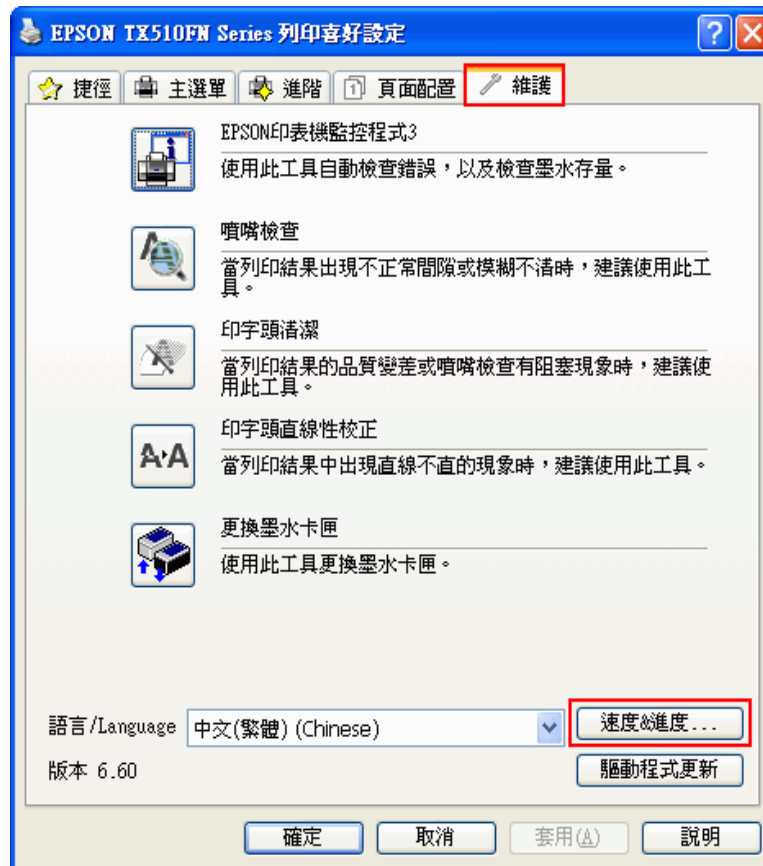 EPSON TX510FN Series 列印喜好設定
捷徑 主選單 進階 頁面配置 維護
EPSON印表機監控程式3
使用此工具自動檢查錯誤，以及檢查墨水存量。
噴嘴檢查
當列印結果出現不正常間隙或模糊不清時，建議使用此工
具。
印字頭清潔
當列印結果的品質變差或噴嘴檢查有阻塞現象時，建議使
用此工具。
印字頭直線性校正
當列印結果中出現直線不直的現象時，建議使用此工具。
更換墨水卡匣
使用此工具更換墨水卡匣。
語言/Language 中文(繁體) (Chinese) 速度&進度...
版本 6.60 驅動程式更新
確定 取消 套用(A) 說明